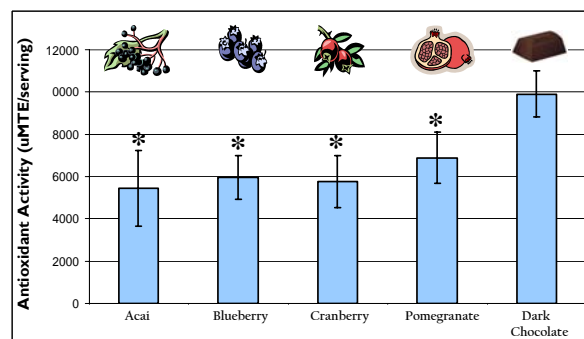 Antioxidant Activity (uMTE/serving)
12000
0000
8000
6000
4000
2000
0
*
*
*
*
Acai
Blueberry
Cranberry
Pomegranate
Dark
Chocolate